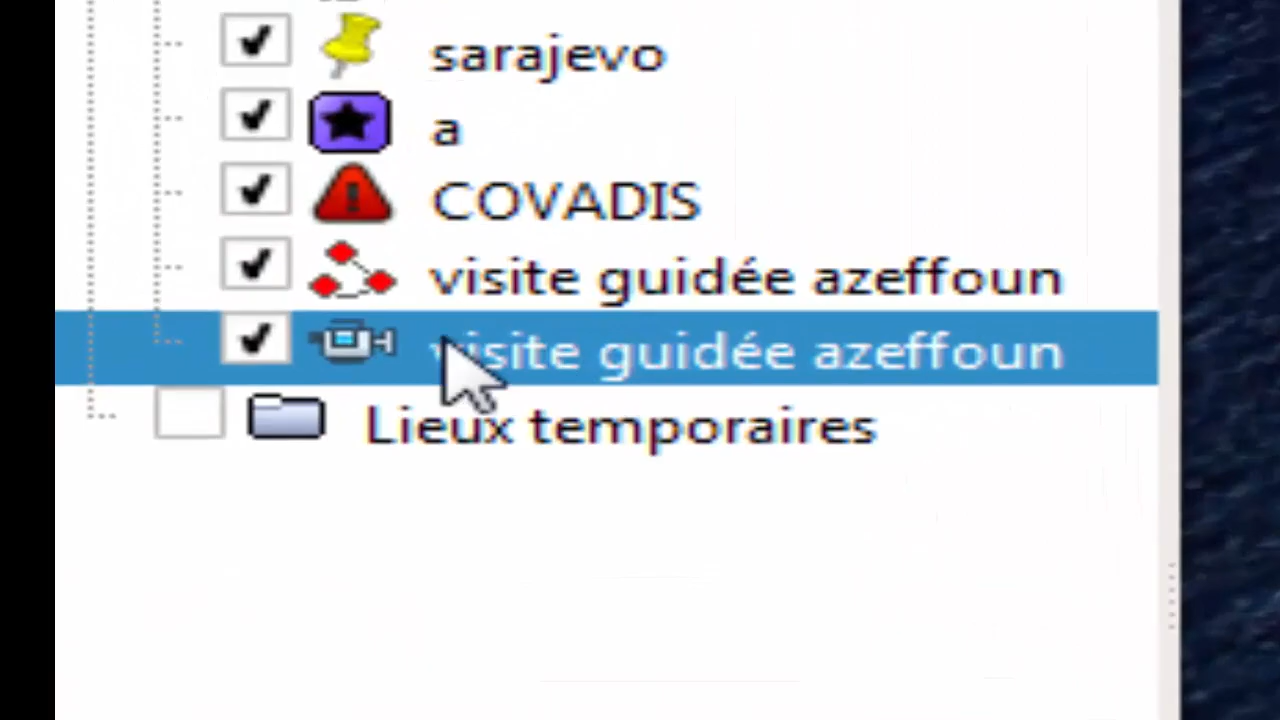 sarajevo
a
COVADIS
visite guidée azeffoun
visite guidée azeffoun
Lieux temporaires